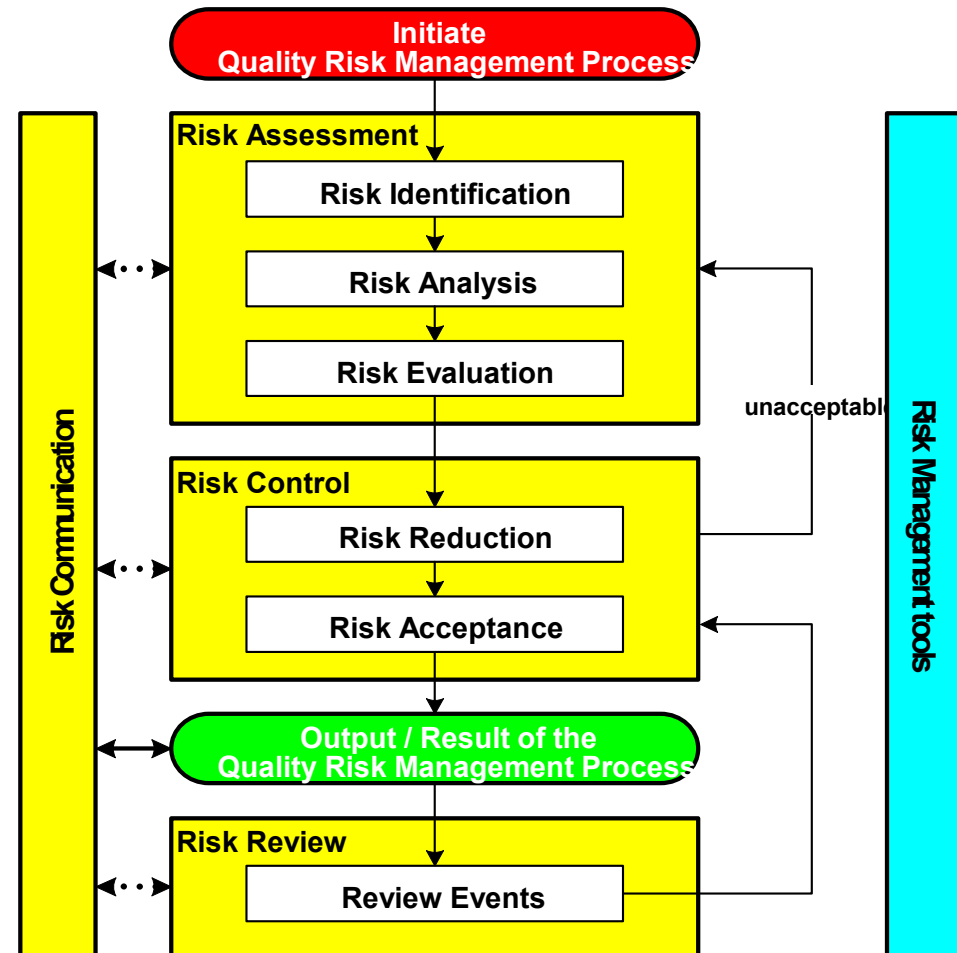 Initiate
Quality Risk Management Process
Risk Assessment
Risk Identification
Risk Analysis
Risk Evaluation
unacceptable
Risk Control
Risk Reduction
Risk Acceptance
Output / Result of the
Quality Risk Management Process
Risk Review
Review Events
Risk Communication
Risk Management tools